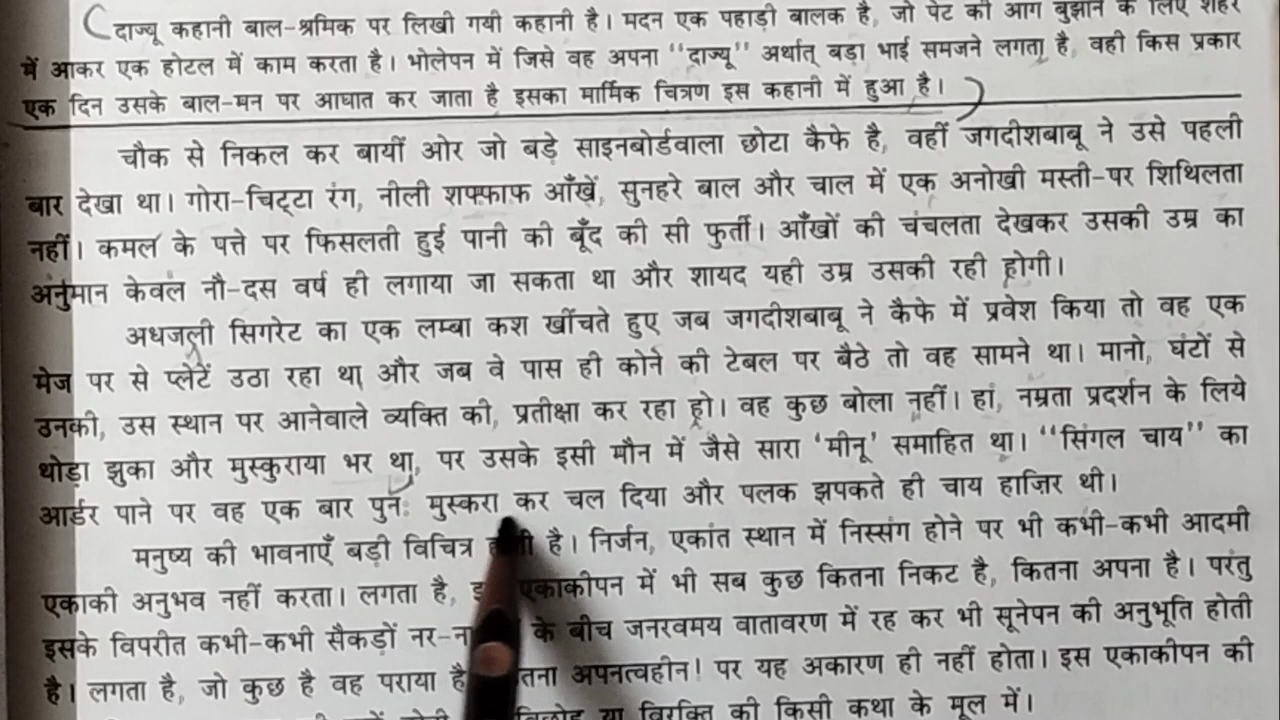 दाज्यू कहानी बाल-श्रमिक पर लिखी गयी कहानी है। मदन एक पहाड़ी बालक है, जो पेट की आग बुझाने के लिए शहर
में आकर एक होटल में काम करता है। भोलेपन में जिसे वह अपना "दाज्यू" अर्थात् बड़ा भाई समजने लगता है, वही किस प्रकार
एक दिन उसके बाल-मन पर आघात कर जाता है इसका मार्मिक चित्रण इस कहानी में हुआ है।
चौक से निकल कर बायीं ओर जो बड़े साइनबोर्डवाला छोटा कैफे है, वहीं जगदीशबाबू ने उसे पहली
बार देखा था। गोरा-चिट्टा रंग, नीली शफ्फाफ आँखें, सुनहरे बाल और चाल में एक अनोखी मस्ती-पर शिथिलता
नहीं। कमल के पत्ते पर फिसलती हुई पानी की बूँद की सी फुर्ती। आँखों की चंचलता देखकर उसकी उम्र का
अनुमान केवल नौ-दस वर्ष ही लगाया जा सकता था और शायद यही उम्र उसकी रही होगी।
अधजली सिगरेट का एक लम्बा कश खींचते हुए जब जगदीशबाबू ने कैफे में प्रवेश किया तो वह एक
मेज पर से प्लेटें उठा रहा था और जब वे पास ही कोने की टेबल पर बैठे तो वह सामने था। मानो, घंटों से
उनकी, उस स्थान पर आनेवाले व्यक्ति की, प्रतीक्षा कर रहा हो। वह कुछ बोला नहीं। हां, नम्रता प्रदर्शन के लिये
थोड़ा झुका और मुस्कुराया भर था, पर उसके इसी मौन में जैसे सारा 'मीनू' समाहित था। "सिंगल चाय" का
आर्डर पाने पर वह एक बार पुनः मुस्करा कर चल दिया और पलक झपकते ही चाय हाजिर थी।
मनुष्य की भावनाएँ बड़ी विचित्र है। निर्जन, एकांत स्थान में निस्संग होने पर भी कभी-कभी आदमी
एकाकी अनुभव नहीं करता। लगता है, एकाकीपन में भी सब कुछ कितना निकट है, कितना अपना है। परंतु
इसके विपरीत कभी-कभी सैकड़ों के बीच जनरवमय वातावरण में रह कर भी सूनेपन की अनुभूति होती
है। लगता है, जो कुछ है वह पराया है अपनत्वहीन! पर यह अकारण ही नहीं होता। इस एकाकीपन की
या विरक्ति की किसी कथा के मूल में।